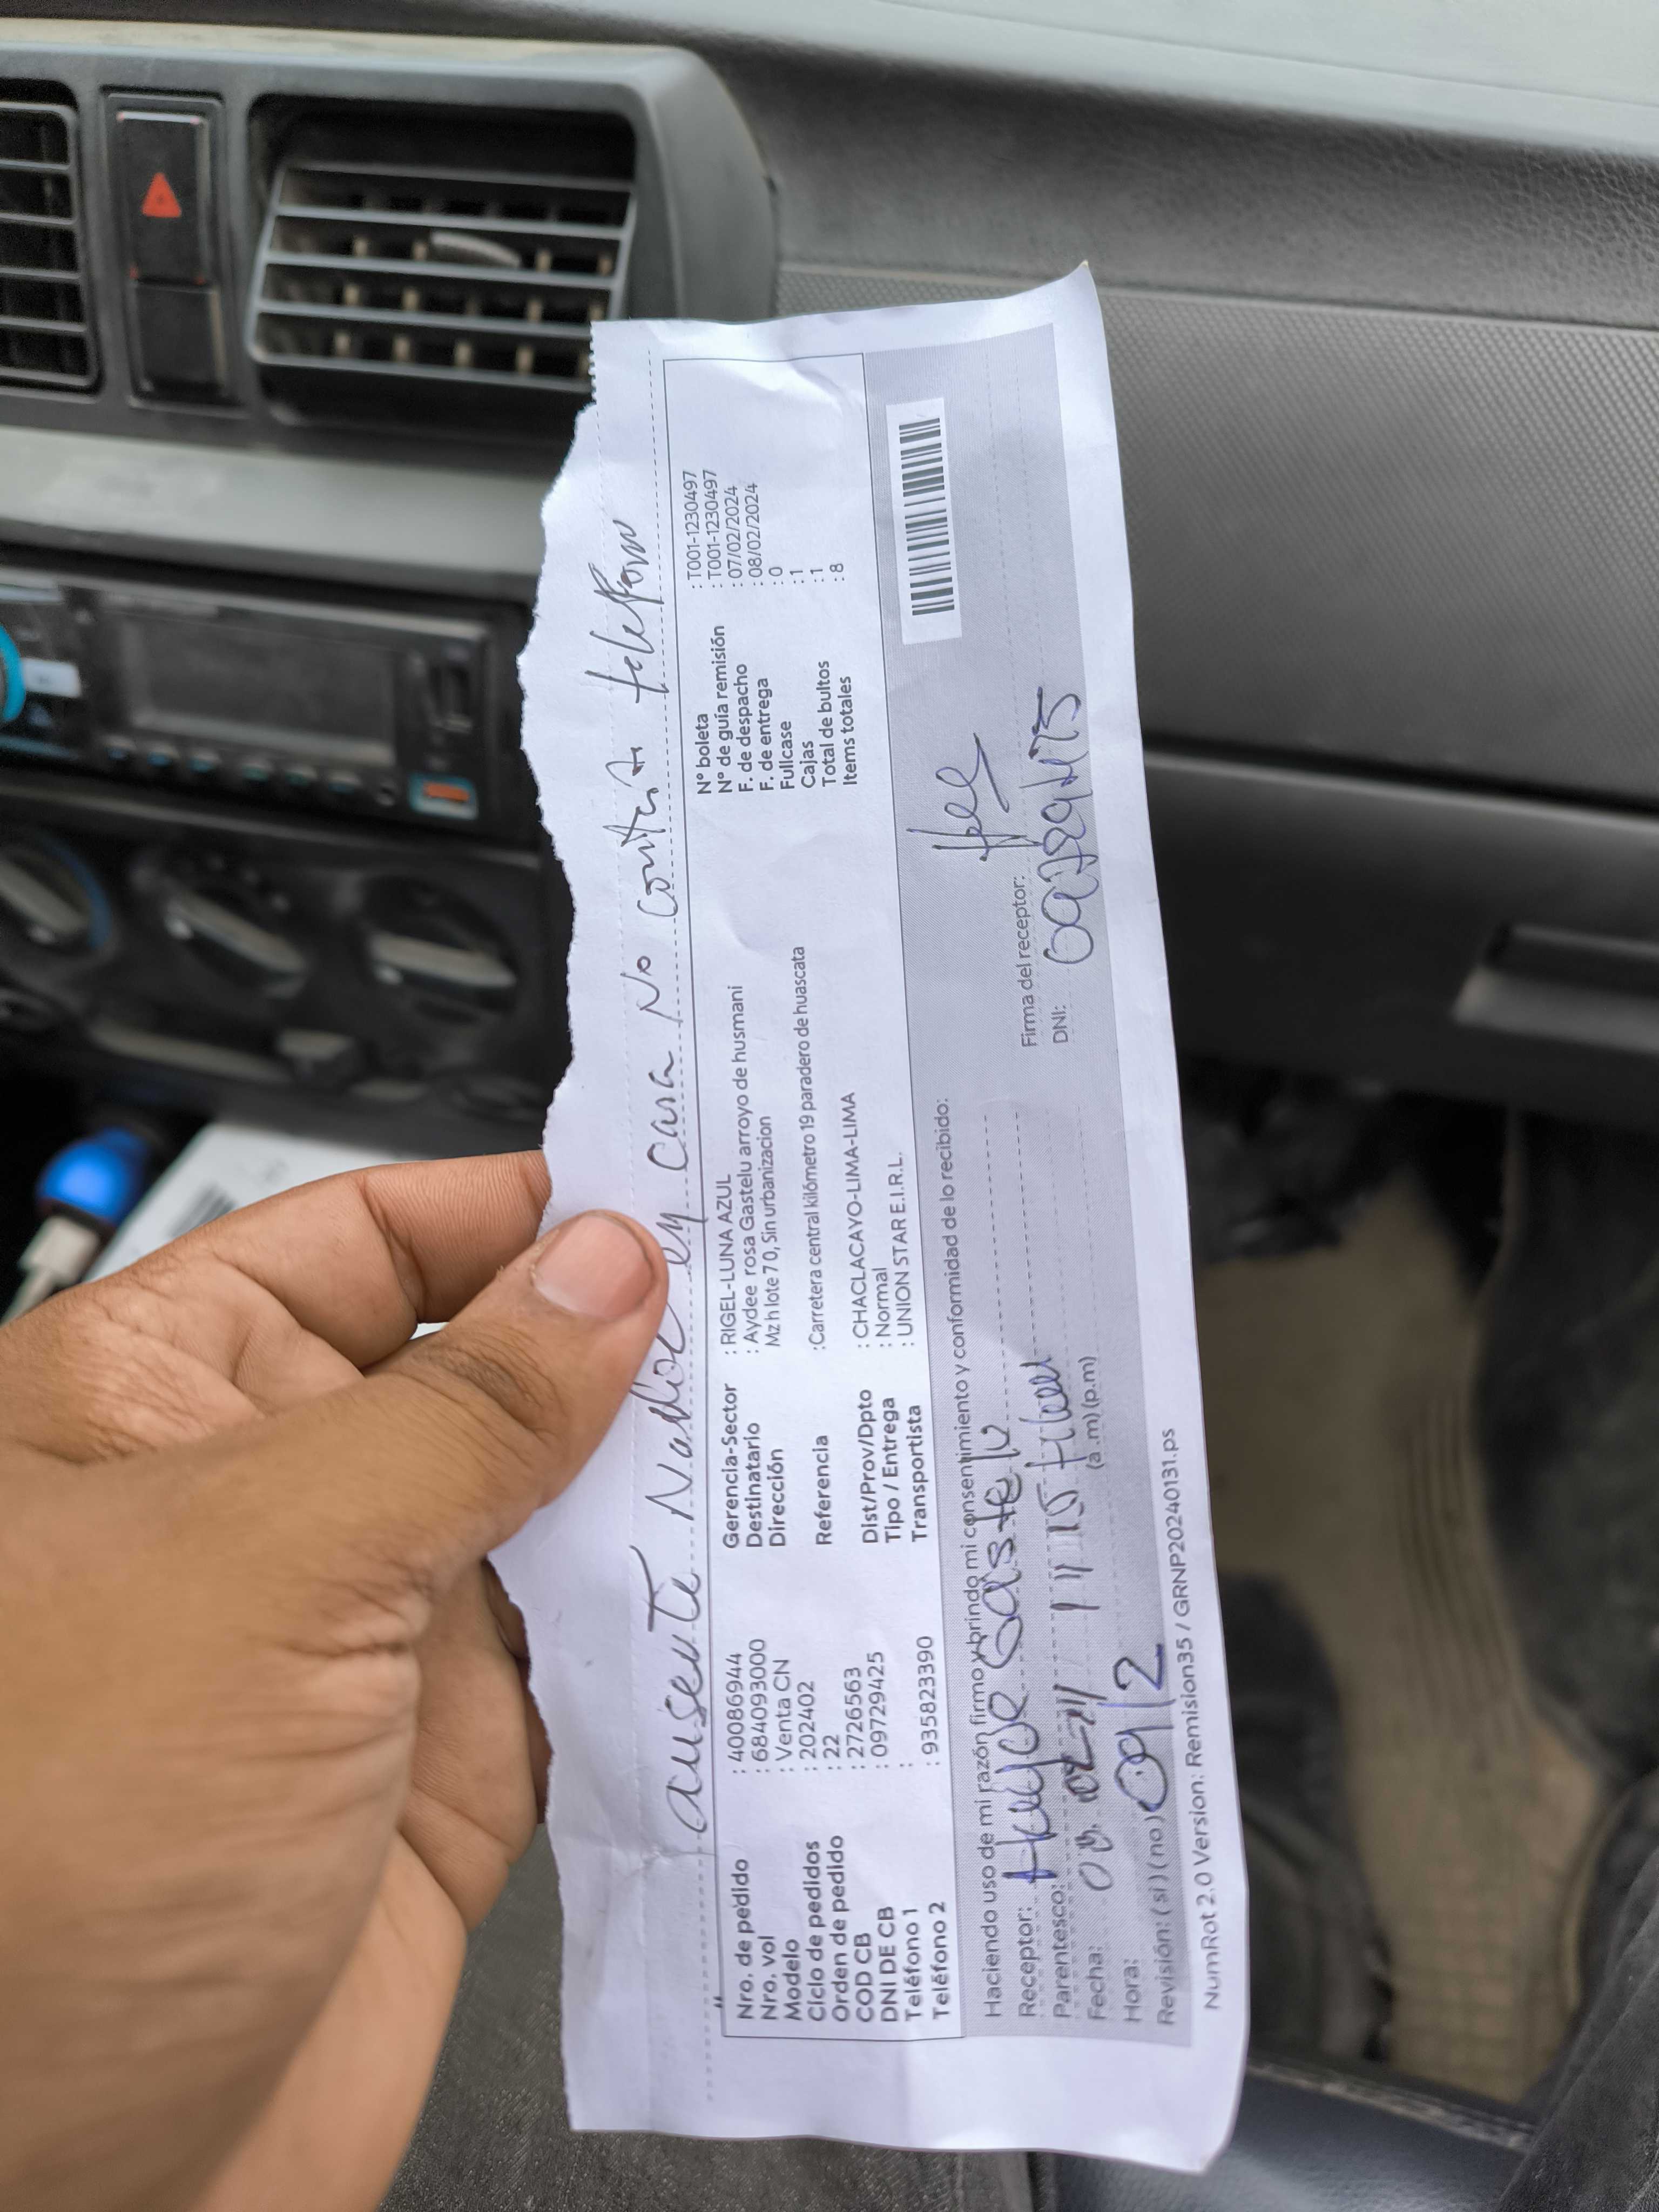 ausente Nadie en casa No contesta telefono
Nro. de pedido : 40086944
Nro. vol : 684093000
Modelo : Venta CN
Ciclo de pedidos : 202402
Orden de pedido : 22
COD CB : 2726563
DNI DE CB : 09729425
Teléfono 1 :
Teléfono 2 : 935823390
Gerencia-Sector : RIGEL-LUNA AZUL
Destinatario : Aydee rosa Gastelu arroyo de husmani
Dirección Mz h lote 7 0, Sin urbanizacion
Referencia : Carretera central kilómetro 19 paradero de huascata
Dist/Prov/Dpto : CHACLACAYO-LIMA-LIMA
Tipo / Entrega : Normal
Transportista : UNION STAR E.I.R.L.
N° boleta : T001-1230497
N° de guía remisión : T001-1230497
F. de despacho : 07/02/2024
F. de entrega : 08/02/2024
Fullcase : 0
Cajas : 1
Total de bultos : 1
Items totales : 8
Haciendo uso de mi razón firmo y brindo mi consentimiento y conformidad de lo recibido:
Receptor: Gastelu
Parentesco:
Fecha:
Hora: 09/2 (a.m) (p.m)
Revisión: ( si ) ( no )
Firma del receptor:
DNI: 09729425
NumRot 2.0 Version: Remision35 / GRNP20240131.ps